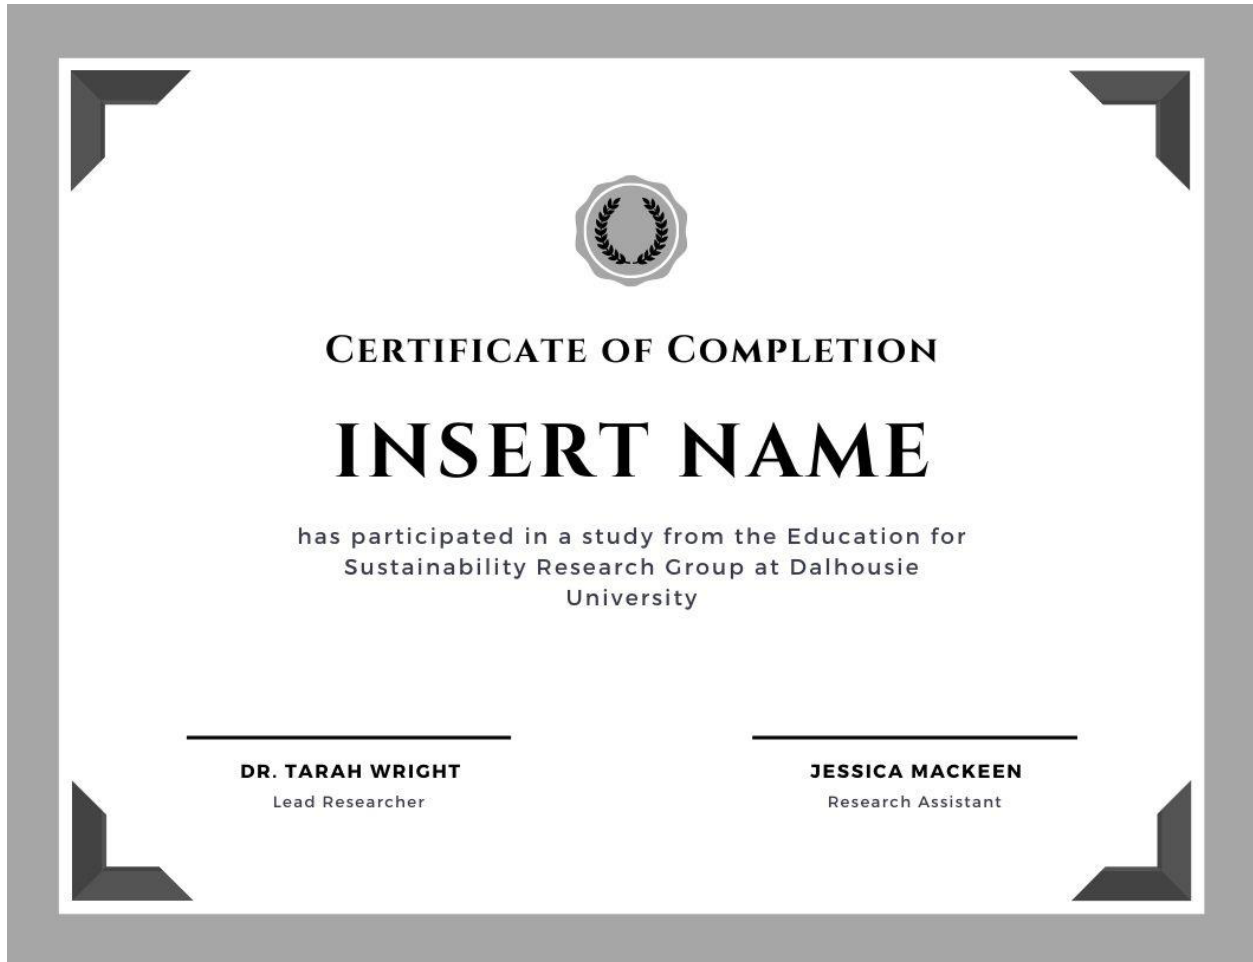 CERTIFICATE OF COMPLETION
INSERT NAME
has participated in a study from the Education for
Sustainability Research Group at Dalhousie
University
DR. TARAH WRIGHT
Lead Researcher
JESSICA MACKEEN
Research Assistant